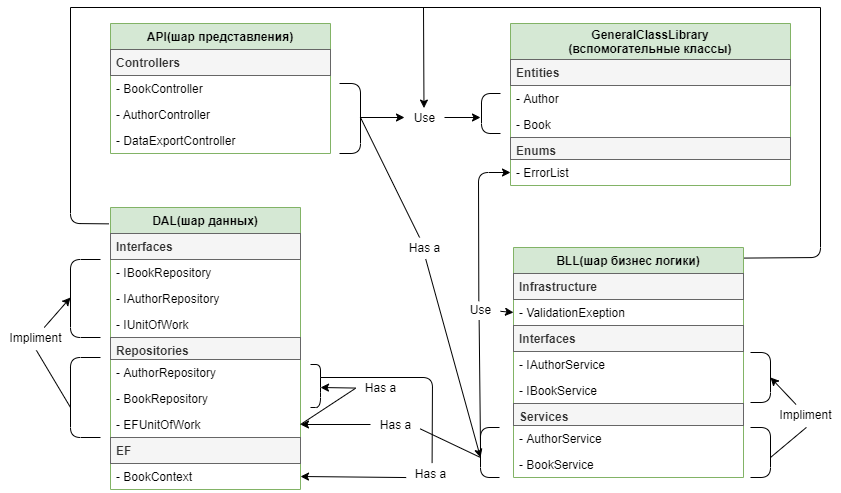 API(шар представления)
Controllers
- BookController
- AuthorController
- DataExportController
Use
GeneralClassLibrary
(вспомогательные классы)
Entities
- Author
- Book
Enums
- ErrorList
DAL(шар данных)
Interfaces
- IBookRepository
- IAuthorRepository
- IUnitOfWork
Repositories
- AuthorRepository
- BookRepository
- EFUnitOfWork
EF
- BookContext
Impliment
Has a
Has a
Has a
Has a
Use
BLL(шар бизнес логики)
Infrastructure
- ValidationExeption
Interfaces
- IAuthorService
- IBookService
Services
- AuthorService
- BookService
Impliment